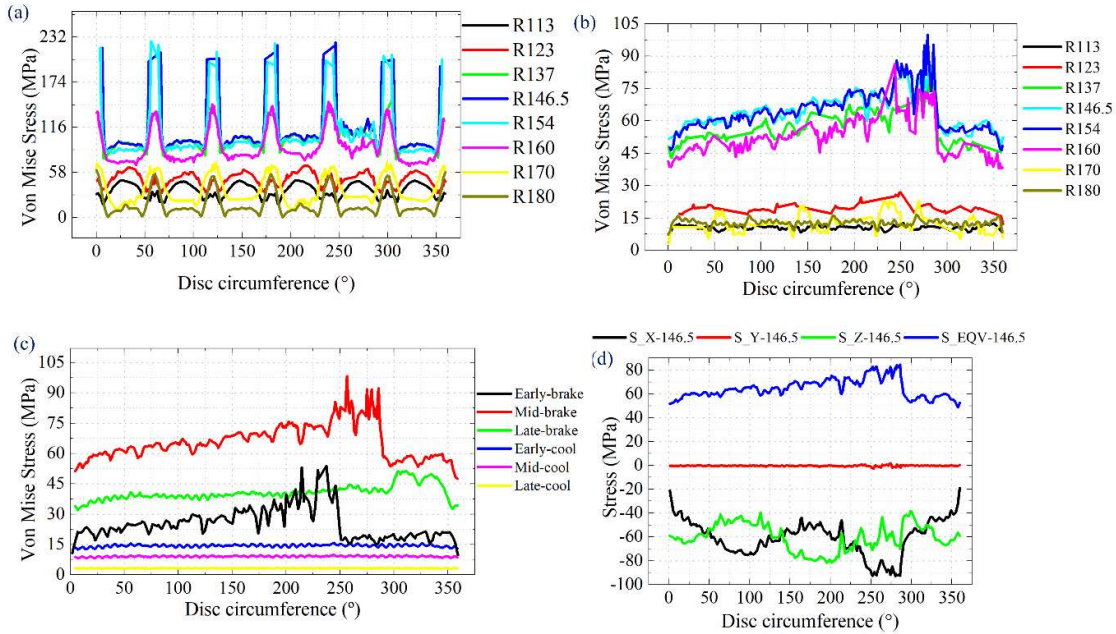 (a)
Von Mise Sress (MPa)
232
174
116
58
0
0 50 100 150 200 250 300 350
Disc circumference (°)
R113
R123
R137
R146.5
R154
R160
R170
R180
(b)
Von Misc Stress (MPa)
105
90
75
60
45
30
15
0
0 50 100 150 200 250 300 350
Disc circumference (°)
R113
R123
R137
R146.5
R154
R160
R170
R180
(c)
Von Mise Stress (MPa)
105
90
75
60
45
30
15
0
0 50 100 150 200 250 300 350
Disc circumference (°)
Early-brake
Mid-brake
Late-brake
Early-cool
Mid-cool
Late-cool
S_X-146.5 S_Y-146.5 S_Z-146.5 S_EQV-146.5
(d)
Stress (MPa)
80
60
40
20
0
-20
-40
-60
-80
-100
0 50 100 150 200 250 300 350
Disc circumference (°)